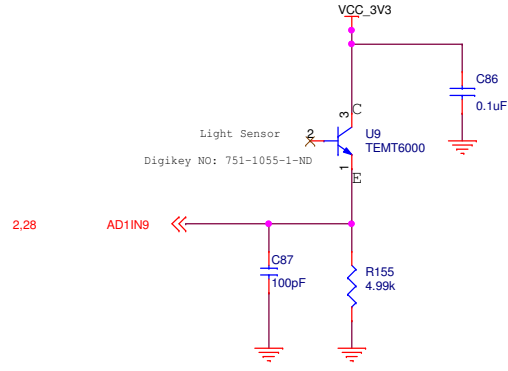 VCC_3V3
C86
0.1uF
3
C
Light Sensor
2
U9
TEMT6000
Digikey NO: 751-1055-1-ND
1
E
2,28
AD1IN9
C87
100pF
R155
4.99k